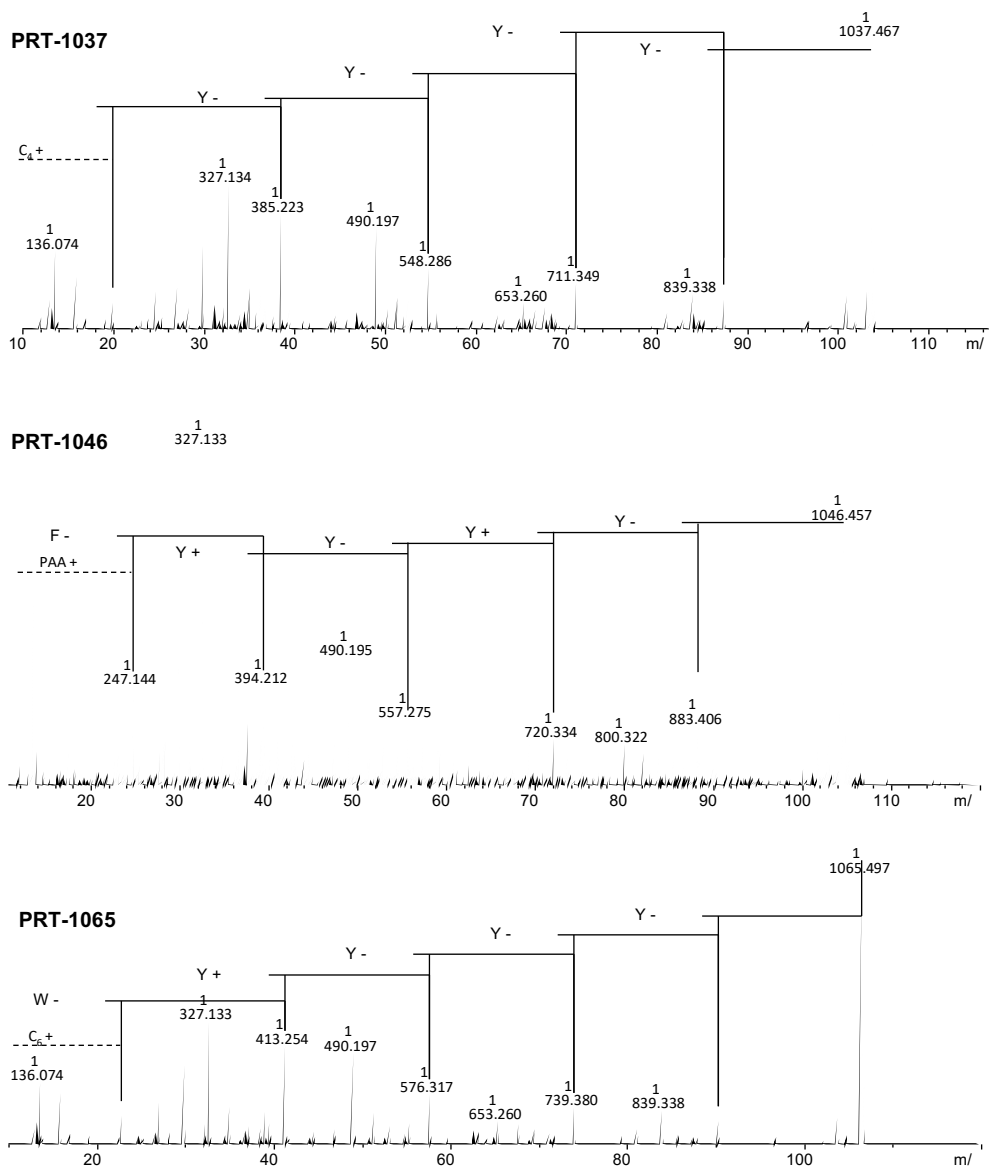 PRT-1037
Y -
1
1037.467
Y -
Y -
Y -
C₄ +
1
327.134
1
385.223
1
490.197
1
136.074
1
548.286
1
711.349
1
653.260
1
839.338
10 20 30 40 50 60 70 80 90 100 110 m/
PRT-1046
1
327.133
1
1046.457
F -
Y +
Y -
Y +
Y -
PAA +
1
490.195
1
247.144
1
394.212
1
557.275
1
883.406
1
720.334
1
800.322
20 30 40 50 60 70 80 90 100 110 m/
PRT-1065
1
1065.497
Y -
Y -
Y -
Y +
W -
1
327.133
C₆ +
1
413.254
1
490.197
1
136.074
1
576.317
1
739.380
1
653.260
1
839.338
20 40 60 80 100 m/